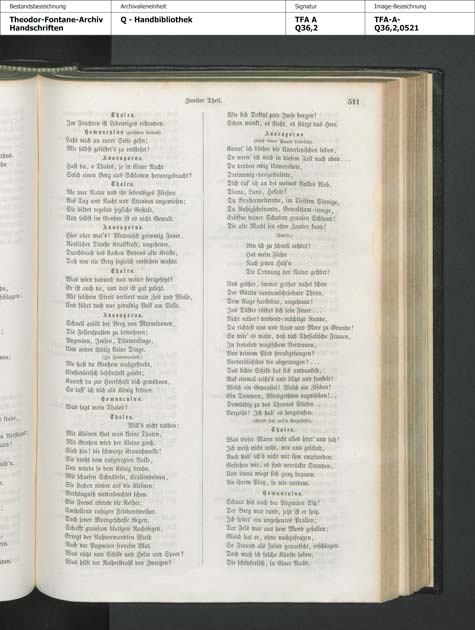 Bestandsbezeichnung
Theodor-Fontane-Archiv
Handschriften
Archivalieneinheit
Q - Handbibliothek
Signatur
TFA A
Q36,2
Image-Bezeichnung
TFA-A-
Q36,2,0521
Zweiter Theil.
511
Thales.
Im Feuchten ist Lebendiges erstanden.
Homunculus (zwischen beiden).
Laßt mich an eurer Seite gehn;
Mir selbst gelüstet's zu entstehn!
Anaxagoras.
Hast du, o Thales, je in Einer Nacht
Solch einen Berg aus Schlamm hervorgebracht?
Thales.
Nie war Natur und ihr lebendiges Fließen
Auf Tag und Nacht und Stunden angewiesen;
Sie bildet regelnd jegliche Gestalt,
Und selbst im Großen ist es nicht Gewalt.
Anaxagoras.
Hier aber war's! Plutonisch grimmig Feuer,
Aeolischer Dünste Knallkraft, ungeheuer,
Durchbrach des flachen Bodens alte Kruste,
Daß neu ein Berg sogleich entstehen mußte.
Thales.
Was wird dadurch nun weiter fortgesetzt?
Er ist auch da, und das ist gut zuletzt.
Mit solchem Streit verliert man Zeit und Weile,
Und führt doch nur geduldig Volk am Seile.
Anaxagoras.
Schnell quillt der Berg von Myrmidonen,
Die Felsenspalten zu bewohnen;
Pygmäen, Imsen, Däumerlinge,
Und andre thätig kleine Dinge.
(Zu Homunculus.)
Nie hast du Großem nachgestrebt,
Einsiedlerisch beschränkt gelebt;
Kannst du zur Herrschaft dich gewöhnen,
So laß' ich dich als König krönen.
Homunculus.
Was sagt mein Thales?
Thales.
Will's nicht rathen;
Mit Kleinen thut man kleine Thaten,
Mit Großen wird der Kleine groß.
Sieh hin! die schwarze Kranichwolke!
Sie droht dem aufgeregten Volke,
Und würde so dem König drohn.
Mit scharfen Schnäbeln, Krallenbeinen,
Sie stechen nieder auf die Kleinen;
Verhängniß wetterleuchtet schon.
Ein Frevel tödtete die Reiher,
Umstellend ruhigen Friedensweiher.
Doch jener Mordgeschosse Regen,
Schafft grausam blutigen Rachesegen,
Erregt der Nahverwandten Wuth
Nach der Pygmäen frevlem Blut.
Was nützt nun Schild und Helm und Speer?
Was hilft der Reiherstrahl den Zwergen?
Wie sich Daktyl und Imse bergen!
Schon wankt, es flieht, es stürzt das Heer.
Anaxagoras
(nach einer Pause feierlich).
Konnt' ich bisher die Unterirdischen loben,
So wend' ich mich in diesem Fall nach oben...
Du droben ewig Unveraltete,
Dreinamig-dreigestaltete,
Dich ruf' ich an bei meines Volkes Weh,
Diana, Luna, Hekate!
Du Brusterweiternde, im Tiefsten Sinnige,
Du Ruhigscheinende, Gewaltsam-innige,
Eröffne deiner Schatten grausen Schlund!
Die alte Macht sey ohne Zauber kund!
(Pause.)
Bin ich zu schnell erhört!
Hat mein Flehn
Nach jenen Höh'n
Die Ordnung der Natur gestört?
Und größer, immer größer nahet schon
Der Göttin rundumschriebner Thron,
Dem Auge furchtbar, ungeheuer!
Ins Düstre röthet sich sein Feuer...
Nicht näher! drohend-mächtige Runde,
Du richtest uns und Land und Meer zu Grunde!
So wär' es wahr, daß dich Thessalische Frauen,
In frevelnd magischem Vertrauen,
Von deinem Pfad herabgesungen?
Verderblichstes dir abgerungen?...
Das lichte Schild hat sich umdunkelt,
Auf einmal reißt's und blitzt und funkelt!
Welch ein Geprassel! Welch ein Zischen!
Ein Donnern, Windgethüm dazwischen!...
Demüthig zu des Thrones Stufen...
Verzeiht! Ich hab' es hergerufen.
(Wirft sich auf's Angesicht.)
Thales.
Was dieser Mann nicht alles hört' und sah!
Ich weiß nicht recht, wie uns geschah,
Auch hab' ich's nicht mit ihm empfunden.
Gestehen wir, es sind verrückte Stunden,
Und Luna wiegt sich ganz bequem
An ihrem Platz, so wie vordem.
Homunculus.
Schaut hin nach der Pygmäen Sitz!
Der Berg war rund, jetzt ist er spitz.
Ich spürt' ein ungeheures Prallen;
Der Fels war aus dem Mond gefallen;
Gleich hat er, ohne nachzufragen,
So Freund als Feind gequetscht, erschlagen.
Doch muß ich solche Künste loben,
Die schöpferisch, in Einer Nacht,